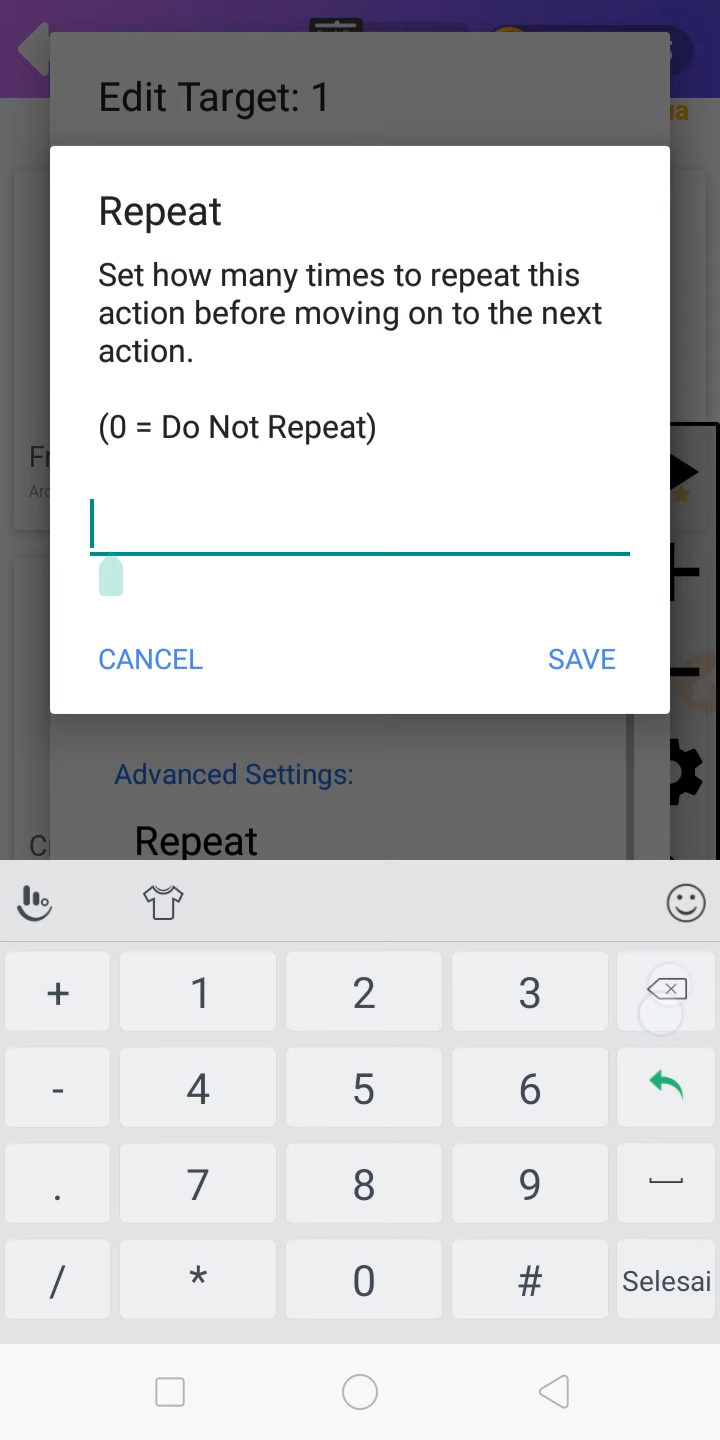 Edit Target: 1
Repeat
Set how many times to repeat this
action before moving on to the next
action.
(0 = Do Not Repeat)
CANCEL
SAVE
Advanced Settings:
Repeat
+ 1 2 3
- 4 5 6
. 7 8 9
/ * 0 # Selesai